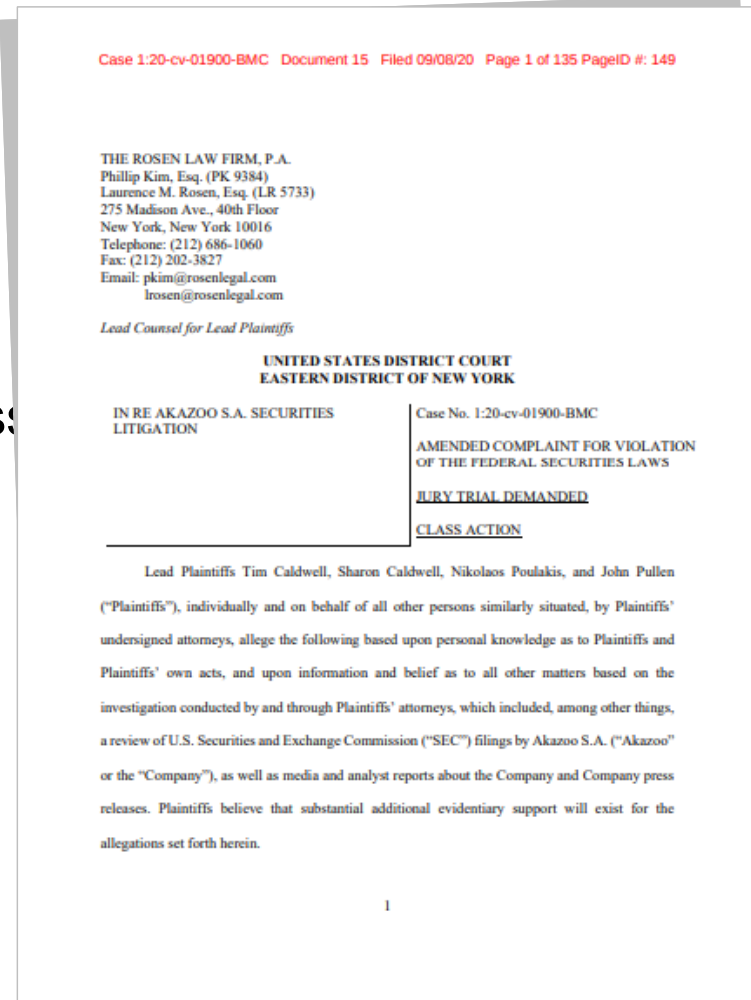 Case 1:20-cv-01900-BMC Document 15 Filed 09/08/20 Page 1 of 135 PageID #: 149
THE ROSEN LAW FIRM, P.A.
Phillip Kim, Esq. (PK 9384)
Laurence M. Rosen, Esq. (LR 5733)
275 Madison Ave., 40th Floor
New York, New York 10016
Telephone: (212) 686-1060
Fax: (212) 202-3827
Email: pkim@rosenlegal.com
lrosen@rosenlegal.com
Lead Counsel for Lead Plaintiffs
UNITED STATES DISTRICT COURT
EASTERN DISTRICT OF NEW YORK
IN RE AKAZOO S.A. SECURITIES
LITIGATION
Case No. 1:20-cv-01900-BMC
AMENDED COMPLAINT FOR VIOLATION
OF THE FEDERAL SECURITIES LAWS
JURY TRIAL DEMANDED
CLASS ACTION
Lead Plaintiffs Tim Caldwell, Sharon Caldwell, Nikolaos Poulakis, and John Pullen
(“Plaintiffs”), individually and on behalf of all other persons similarly situated, by Plaintiffs’
undersigned attorneys, allege the following based upon personal knowledge as to Plaintiffs and
Plaintiffs’ own acts, and upon information and belief as to all other matters based on the
investigation conducted by and through Plaintiffs’ attorneys, which included, among other things,
a review of U.S. Securities and Exchange Commission (“SEC”) filings by Akazoo S.A. (“Akazoo”
or the “Company”), as well as media and analyst reports about the Company and Company press
releases. Plaintiffs believe that substantial additional evidentiary support will exist for the
allegations set forth herein.
1